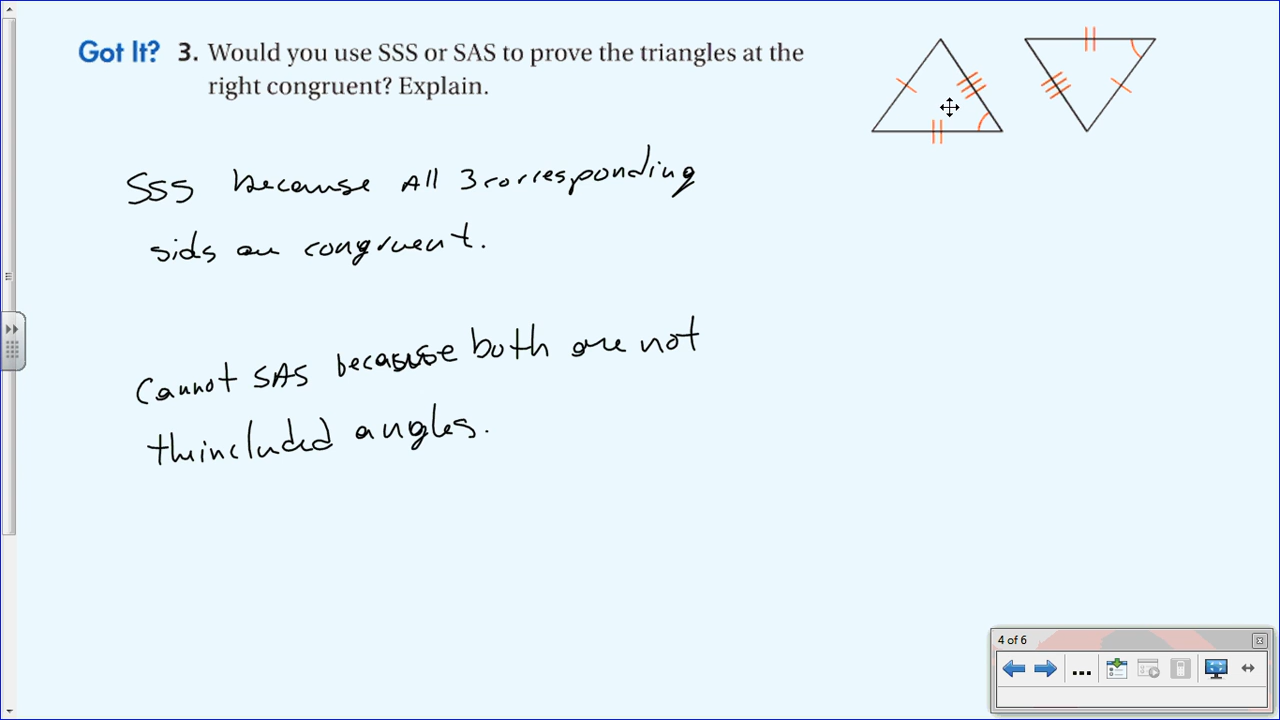 Got It? 3. Would you use SSS or SAS to prove the triangles at the
right congruent? Explain.
SSS because All 3 corresponding
sids are congruent.
Cannot SAS because both are not
the included angles.
4 of 6